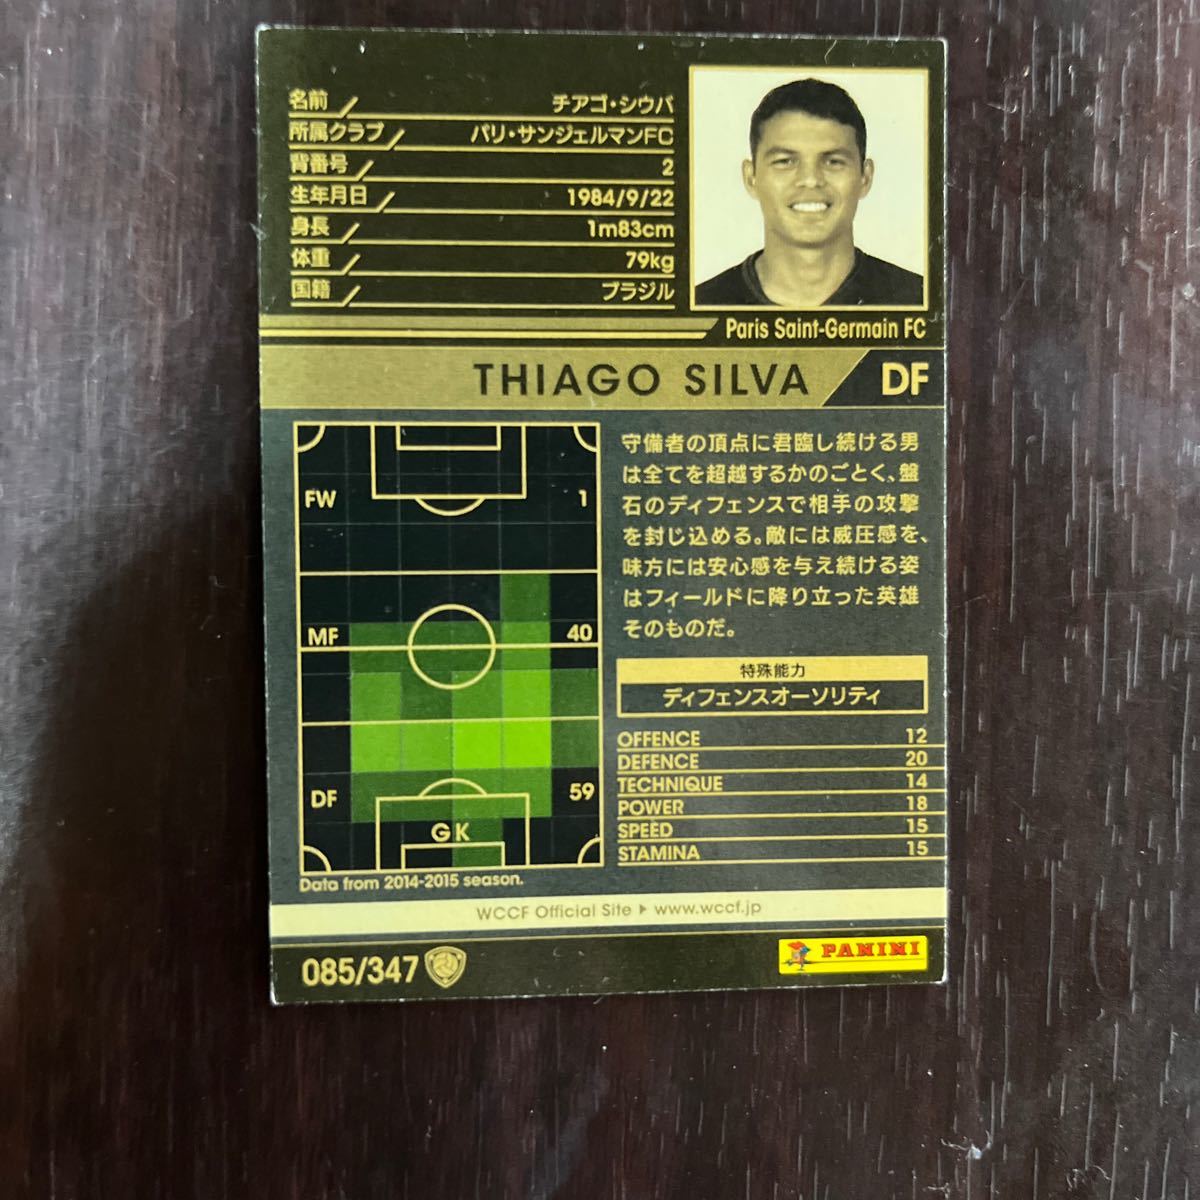 名前 チアゴ・シウバ
所属クラブ パリ・サンジェルマンFC
背番号 2
生年月日 1984/9/22
身長 1m83cm
体重 79kg
国籍 ブラジル
Paris Saint-Germain FC
THIAGO SILVA DF
FW 1
MF 40
DF 59
GK
Data from 2014-2015 season.
守備者の頂点に君臨し続ける男
は全てを超越するかのごとく、盤
石のディフェンスで相手の攻撃
を封じ込める。敵には威圧感を、
味方には安心感を与え続ける姿
はフィールドに降り立った英雄
そのものだ。
特殊能力
ディフェンスオーソリティ
OFFENCE 12
DEFENCE 20
TECHNIQUE 14
POWER 18
SPEED 15
STAMINA 15
WCCF Official Site ▶ www.wccf.jp
085/347
PANINI